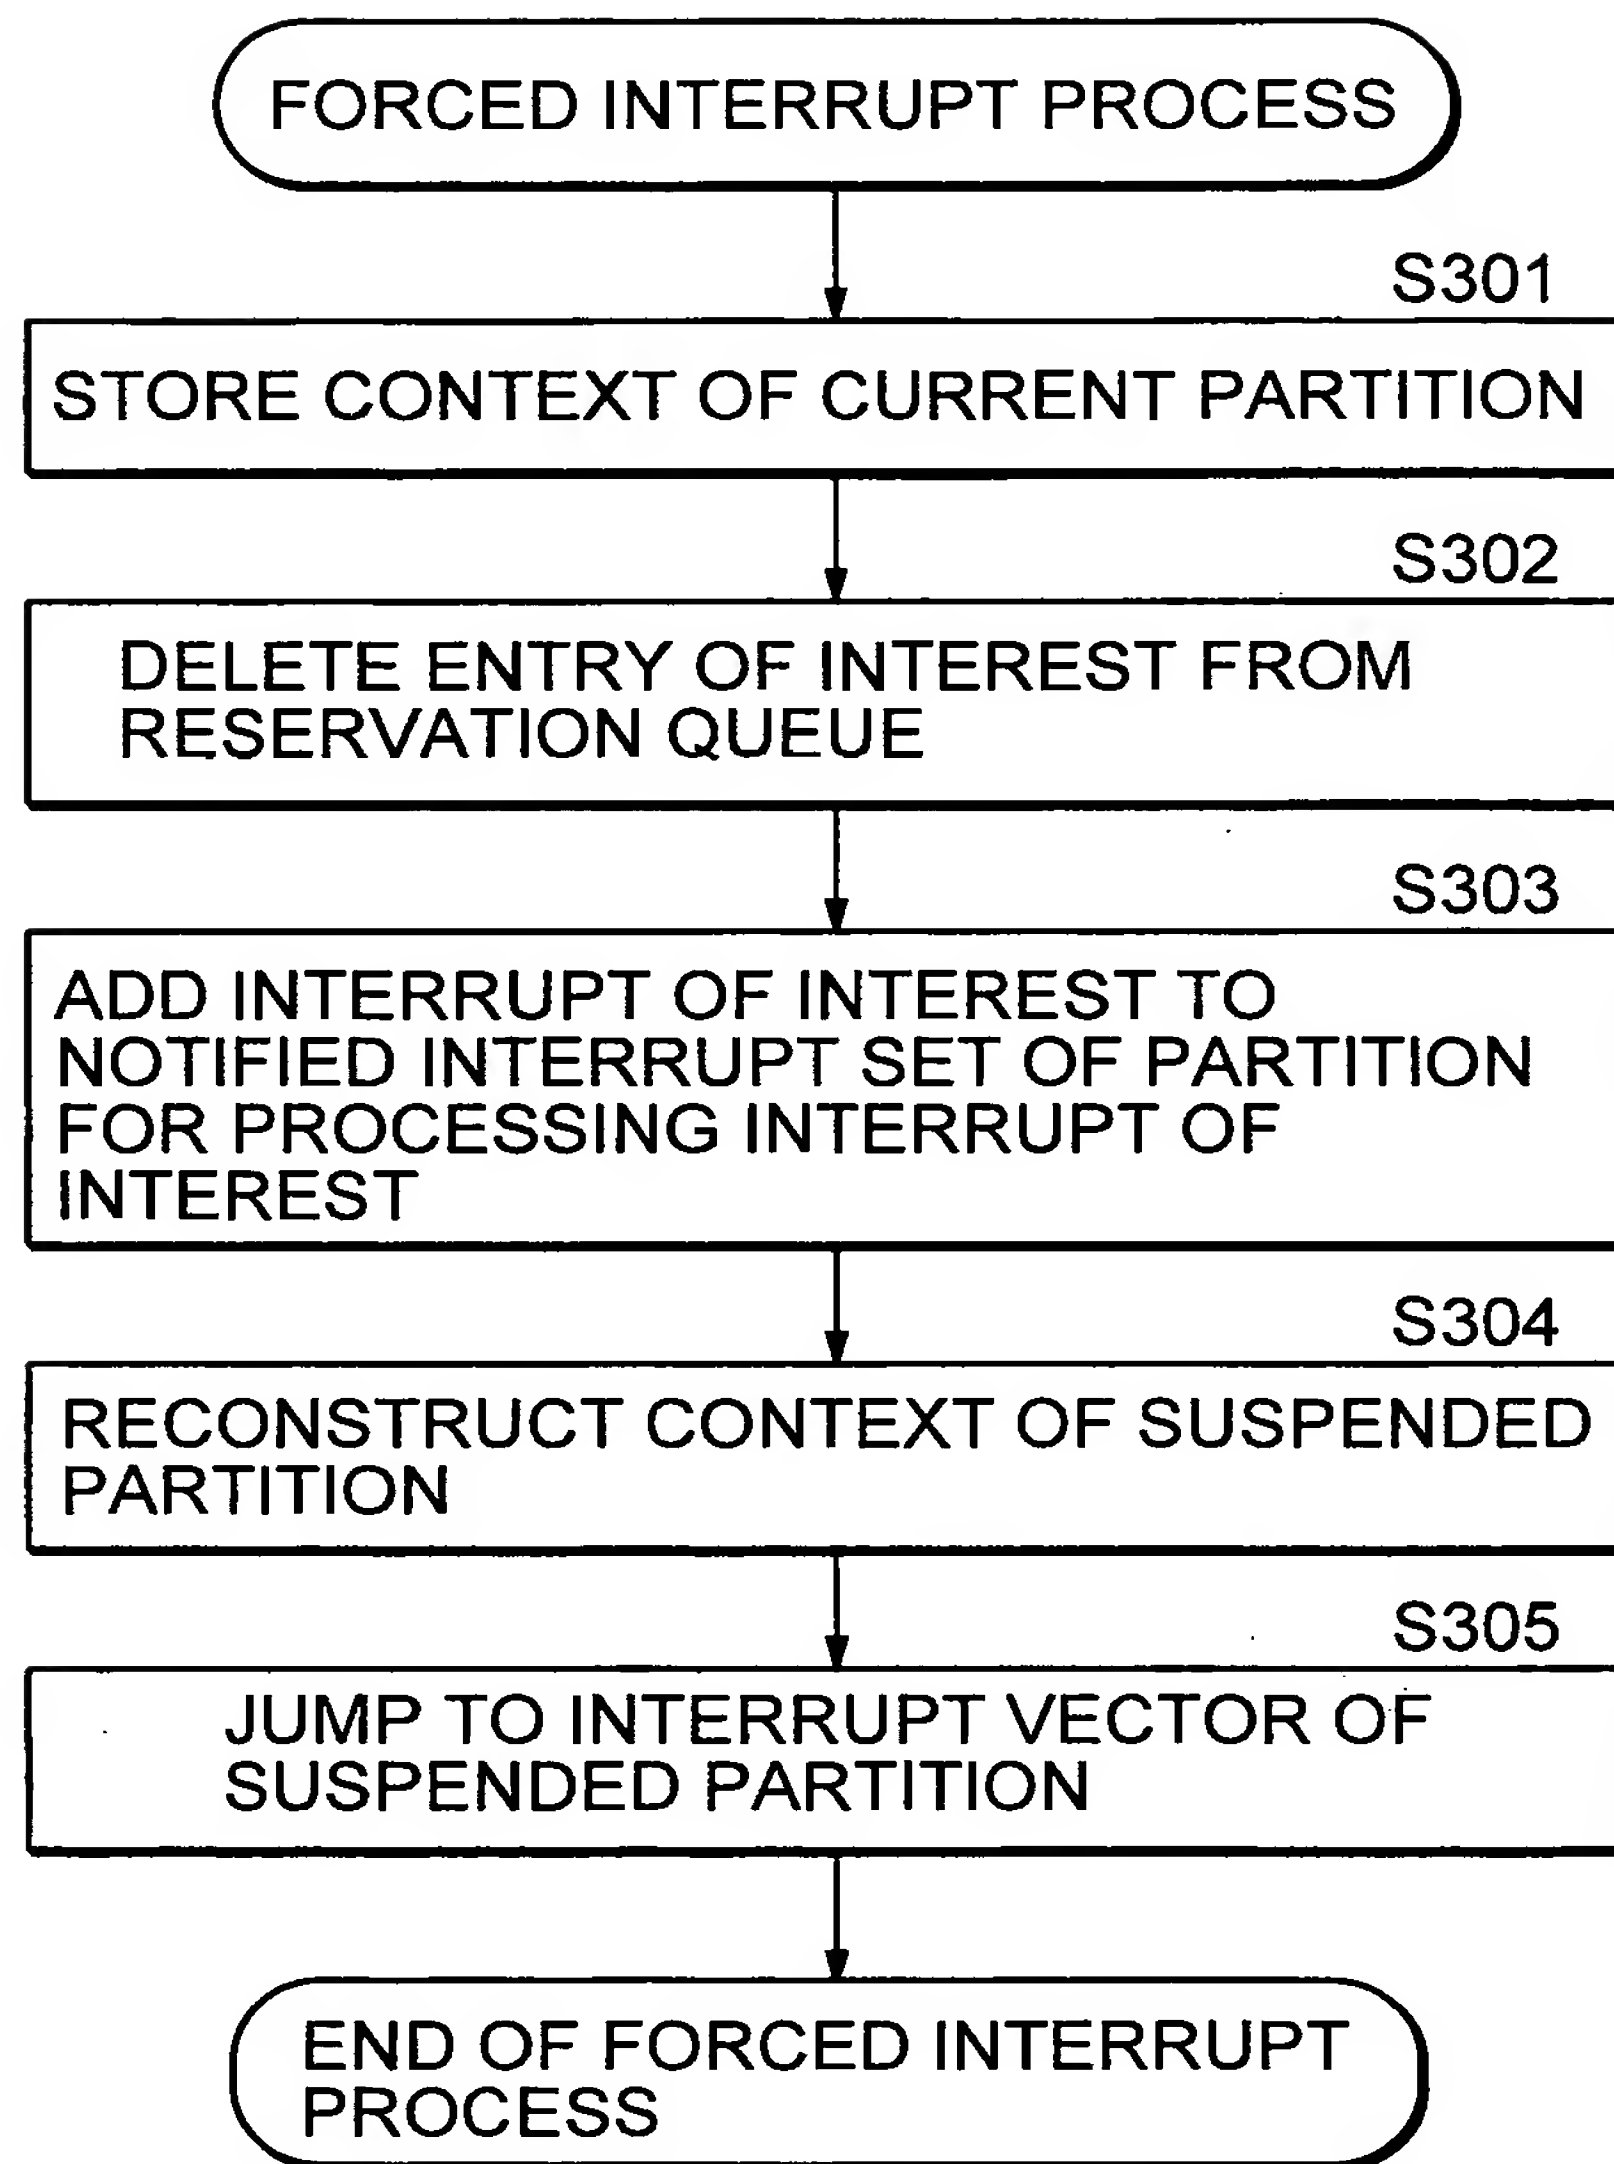 FORCED INTERRUPT PROCESS
S301
STORE CONTEXT OF CURRENT PARTITION
S302
DELETE ENTRY OF INTEREST FROM
RESERVATION QUEUE
S303
ADD INTERRUPT OF INTEREST TO
NOTIFIED INTERRUPT SET OF PARTITION
FOR PROCESSING INTERRUPT OF
INTEREST
S304
RECONSTRUCT CONTEXT OF SUSPENDED
PARTITION
S305
JUMP TO INTERRUPT VECTOR OF
SUSPENDED PARTITION
END OF FORCED INTERRUPT
PROCESS